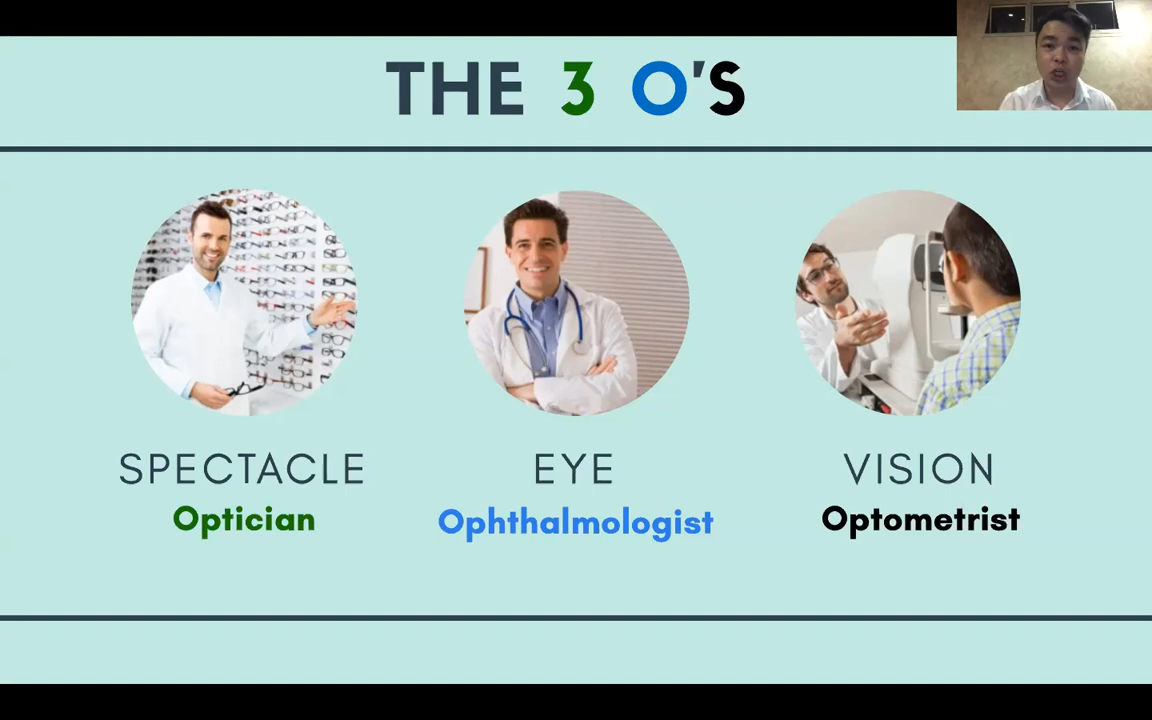 THE 3 O'S
SPECTACLE
Optician
EYE
Ophthalmologist
VISION
Optometrist